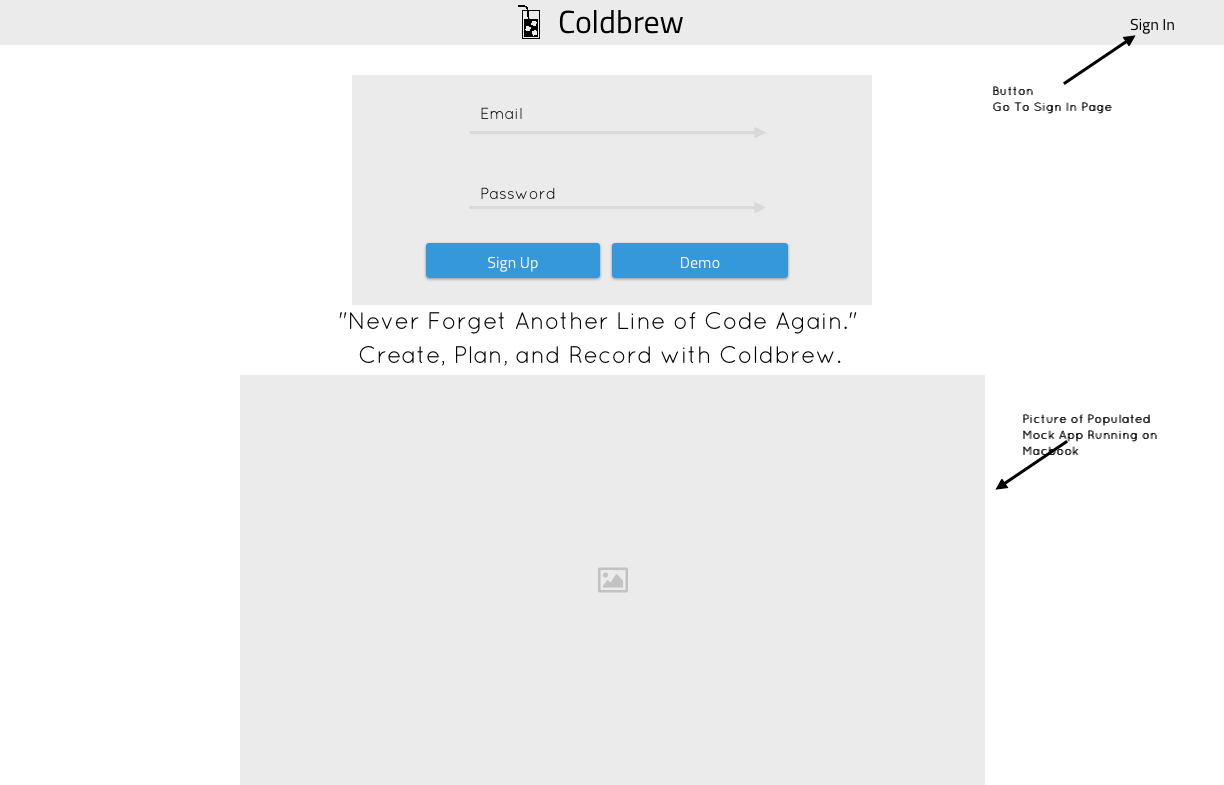 Coldbrew
Sign In
Button
Go To Sign In Page
Email
Password
Sign Up
Demo
"Never Forget Another Line of Code Again."
Create, Plan, and Record with Coldbrew.
Picture of Populated
Mock App Running on
Macbook